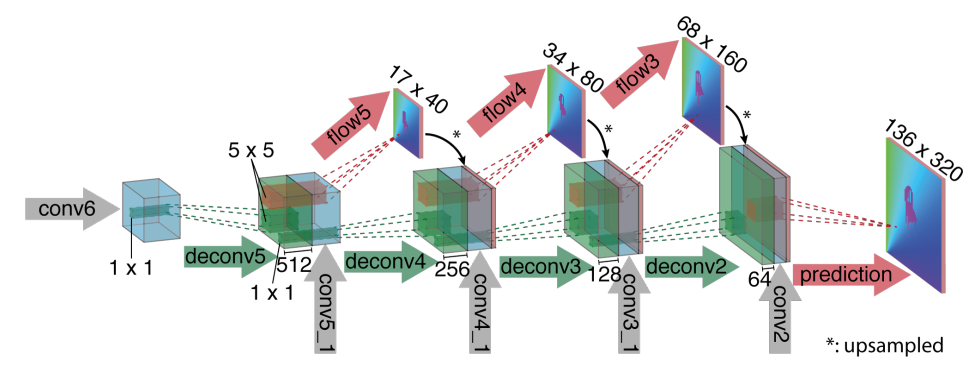 68 x 160
34 x 80
flow3
17 x 40
flow4
*
flow5
*
*
136 x 320
5 x 5
conv6
1 x 1
deconv5
512
deconv4
256
deconv3
128
deconv2
64
prediction
1 x 1
conv5_1
conv4_1
conv3_1
conv2
*: upsampled